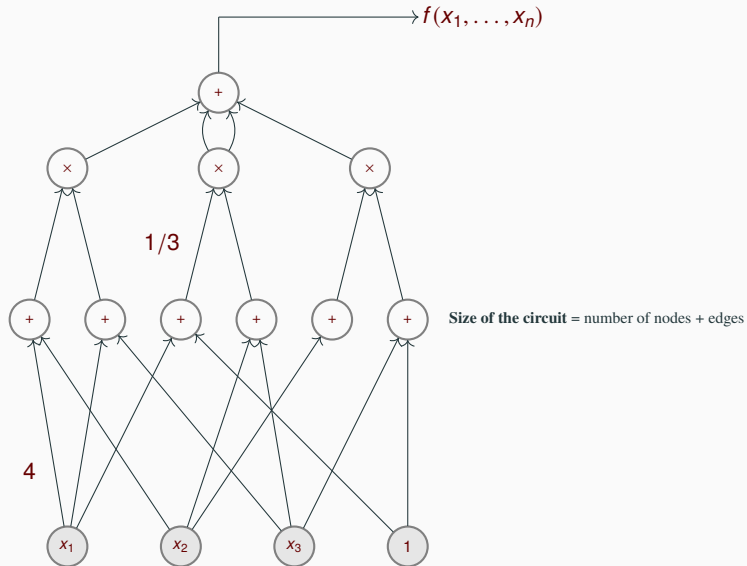 f(x₁, . . . , xₙ)
+
× × ×
1/3
+ + + + + +
Size of the circuit = number of nodes + edges
4
x₁ x₂ x₃ 1